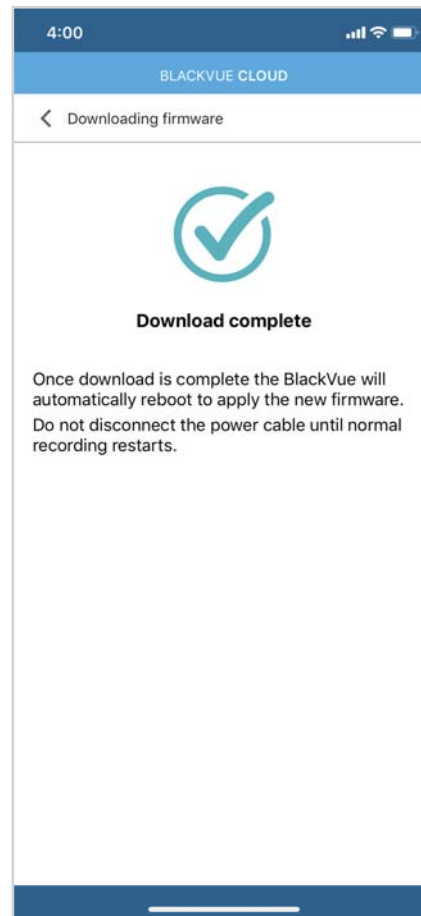 4:00
BLACKVUE CLOUD
Downloading firmware
Download complete
Once download is complete the BlackVue will
automatically reboot to apply the new firmware.
Do not disconnect the power cable until normal
recording restarts.